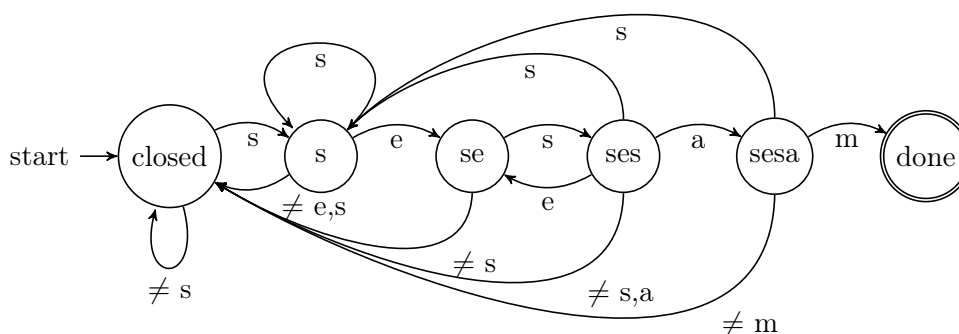 s
s
s
start
closed
s
s
e
se
s
ses
a
sesa
m
done
e
≠ e,s
≠ s
≠ s
≠ s,a
≠ m